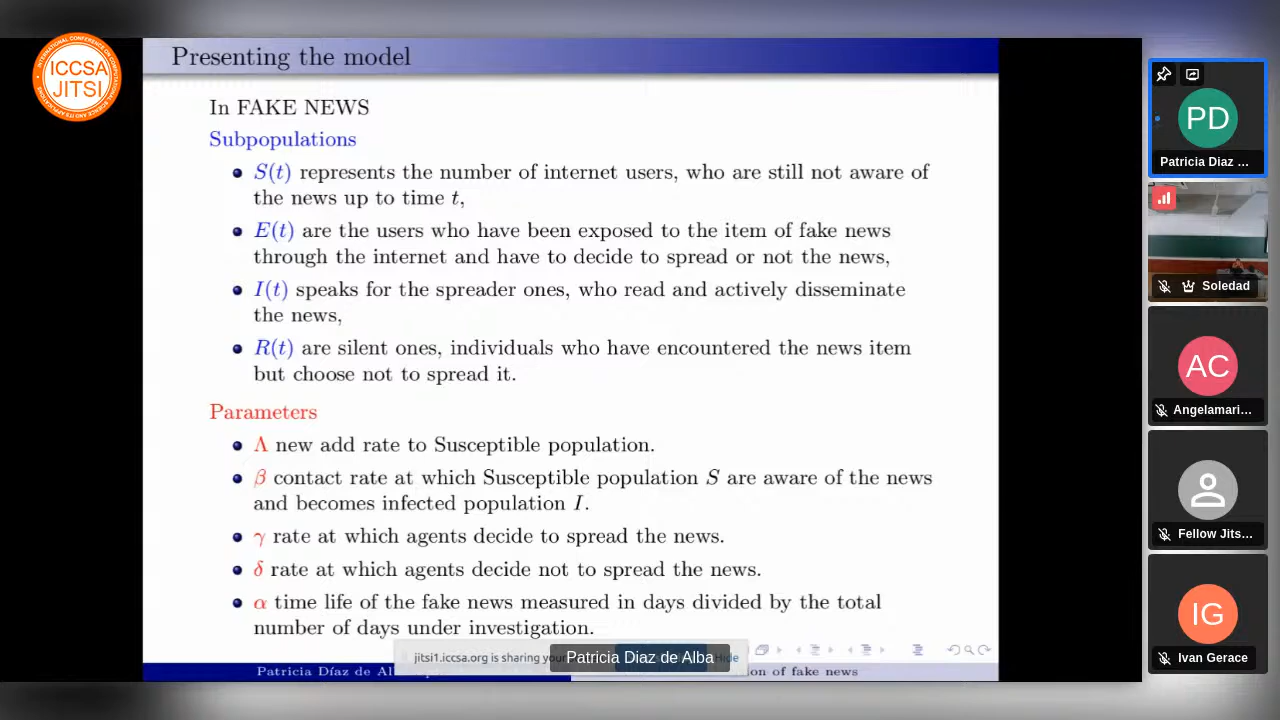 ICCSA
JITSI
Presenting the model
In FAKE NEWS
Subpopulations
S(t) represents the number of internet users, who are still not aware of
the news up to time t,
E(t) are the users who have been exposed to the item of fake news
through the internet and have to decide to spread or not the news,
I(t) speaks for the spreader ones, who read and actively disseminate
the news,
R(t) are silent ones, individuals who have encountered the news item
but choose not to spread it.
Parameters
Λ new add rate to Susceptible population.
β contact rate at which Susceptible population S are aware of the news
and becomes infected population I.
γ rate at which agents decide to spread the news.
δ rate at which agents decide not to spread the news.
α time life of the fake news measured in days divided by the total
number of days under investigation.
jitsi1.iccsa.org is sharing your
Patricia Diaz de Alba
Hide
Patricia Díaz de Al
ion of fake news
PD
Patricia Diaz ...
Soledad
AC
Angelamari...
Fellow Jits...
IG
Ivan Gerace